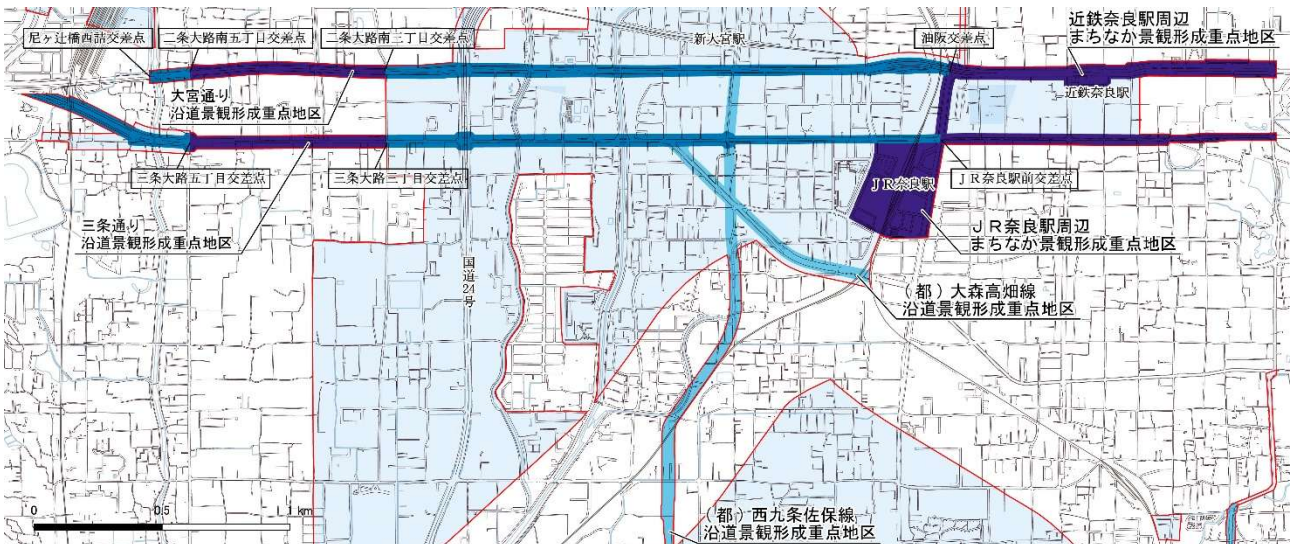 尼ヶ辻橋西詰交差点
二条大路南五丁目交差点
二条大路南三丁目交差点
新大宮駅
油阪交差点
近鉄奈良駅周辺
まちなか景観形成重点地区
近鉄奈良駅
大宮通り
沿道景観形成重点地区
三条大路五丁目交差点
三条大路三丁目交差点
JR奈良駅
JR奈良駅前交差点
三条通り
沿道景観形成重点地区
JR奈良駅周辺
まちなか景観形成重点地区
国道24号
(都)大森高畑線
沿道景観形成重点地区
(都)西九条佐保線
沿道景観形成重点地区
0 0.5 1 km